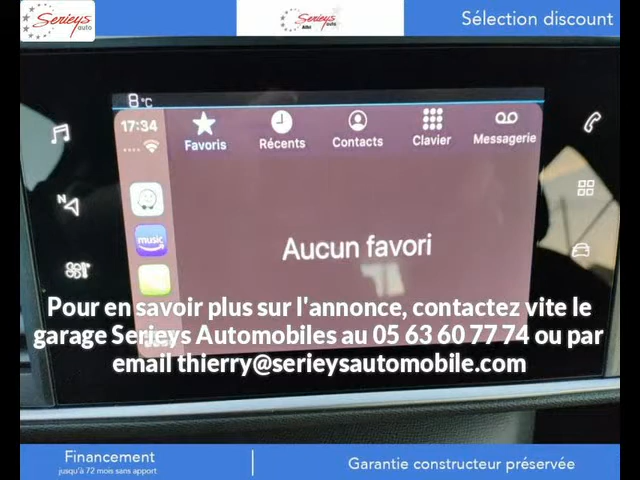 Serieys
auto
Serieys
auto
Albi
Sélection discount
8°C
17:34
Favoris
Récents
Contacts
Clavier
Messagerie
N
music
Aucun favori
Pour en savoir plus sur l'annonce, contactez vite le
garage Serieys Automobiles au 05 63 60 77 74 ou par
email thierry@serieysautomobile.com
Financement
jusqu'à 72 mois sans apport
Garantie constructeur préservée